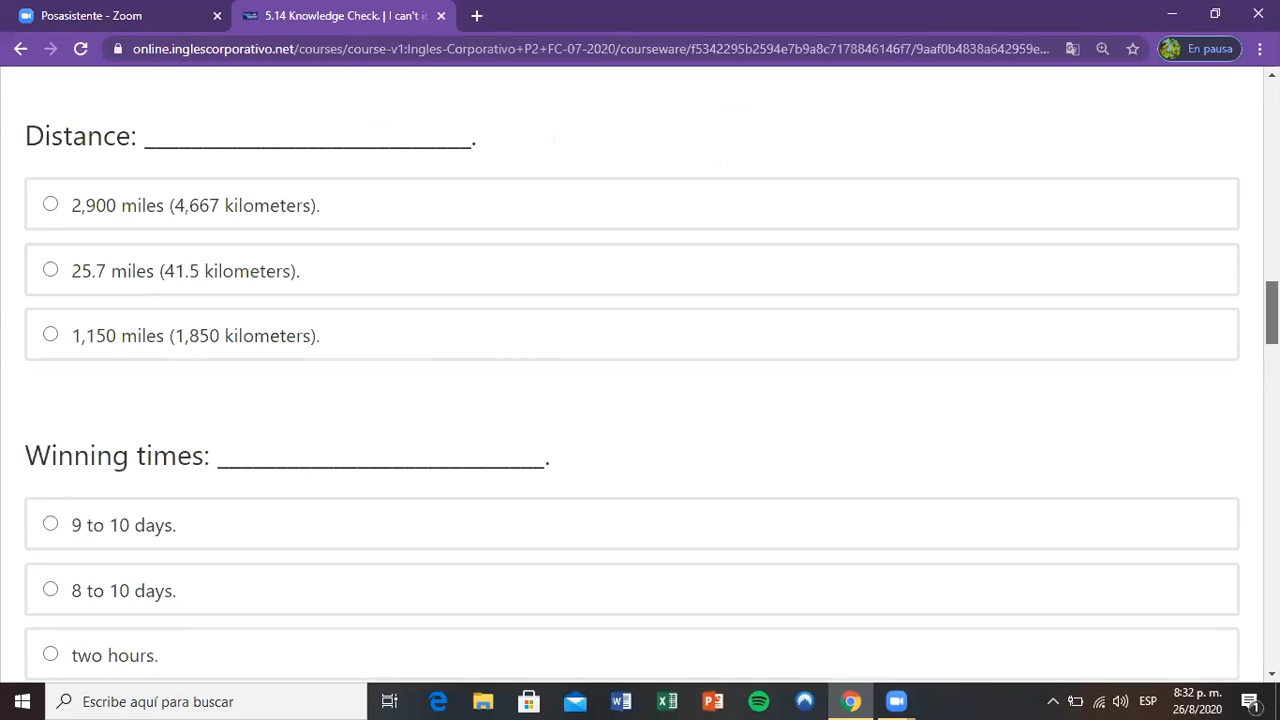 Posasistente - Zoom
5.14 Knowledge Check. | I can't i
online.inglescorporativo.net/courses/course-v1:Ingles-Corporativo+P2+FC-07-2020/courseware/f5342295b2594e7b9a8c7178846146f7/9aaf0b4838a642959e...
En pausa
Distance: ____________________________.
2,900 miles (4,667 kilometers).
25.7 miles (41.5 kilometers).
1,150 miles (1,850 kilometers).
Winning times: ____________________________.
9 to 10 days.
8 to 10 days.
two hours.
Escribe aquí para buscar
ESP
8:32 p. m.
26/8/2020
1